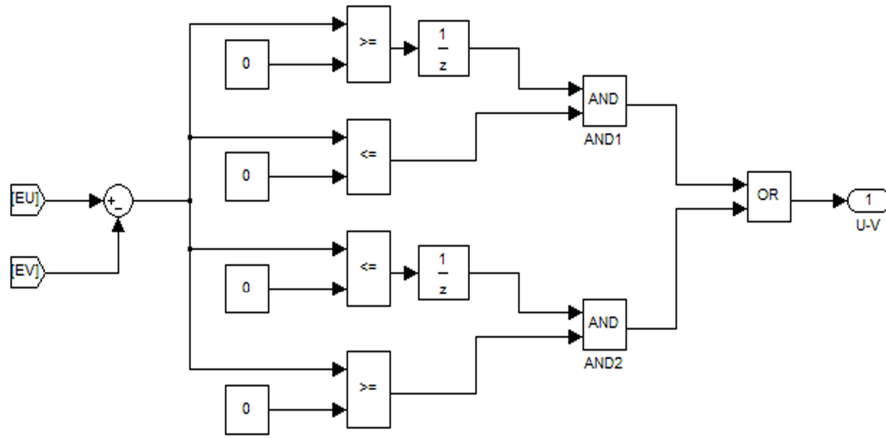 >=
1
z
0
AND
AND1
<=
0
[EU]
+
−
OR
1
U-V
[EV]
<=
1
z
0
AND
AND2
>=
0